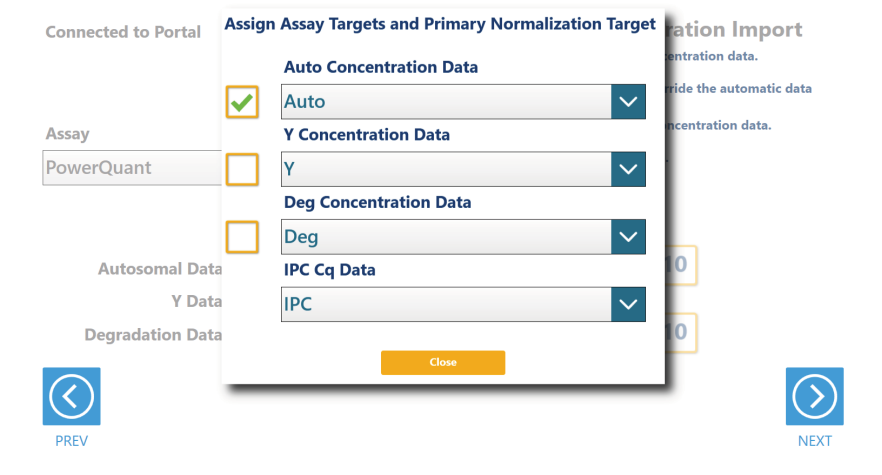 Connected to Portal
Assign Assay Targets and Primary Normalization Target
ration Import
entration data.
Auto Concentration Data
rride the automatic data
Auto
ncentration data.
Assay
Y Concentration Data
PowerQuant
Y
Deg Concentration Data
Deg
Autosomal Data
IPC Cq Data
10
Y Data
IPC
Degradation Data
10
Close
PREV
NEXT